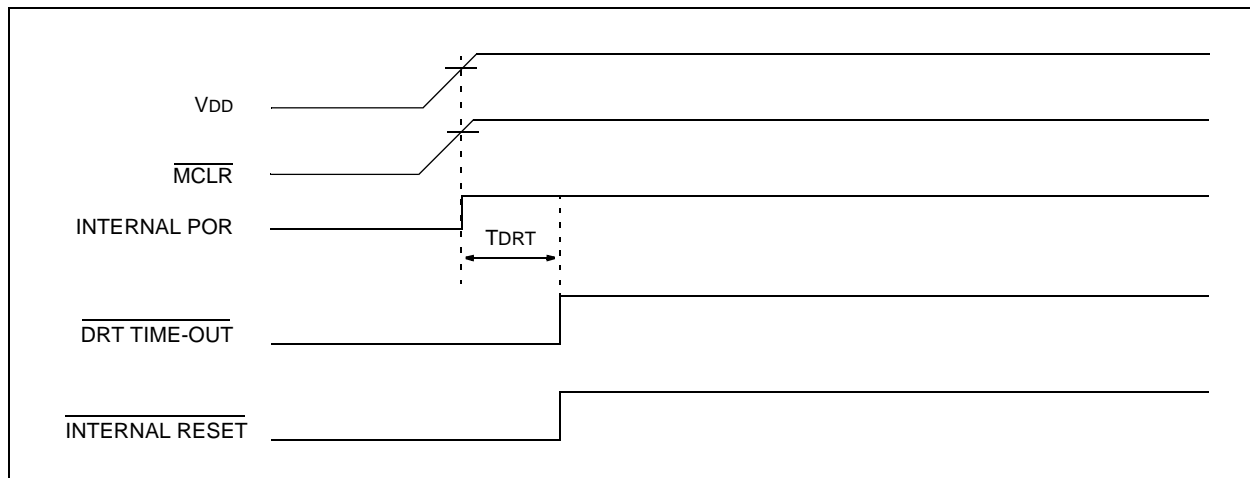 VDD
MCLR
INTERNAL POR
TDRT
DRT TIME-OUT
INTERNAL RESET